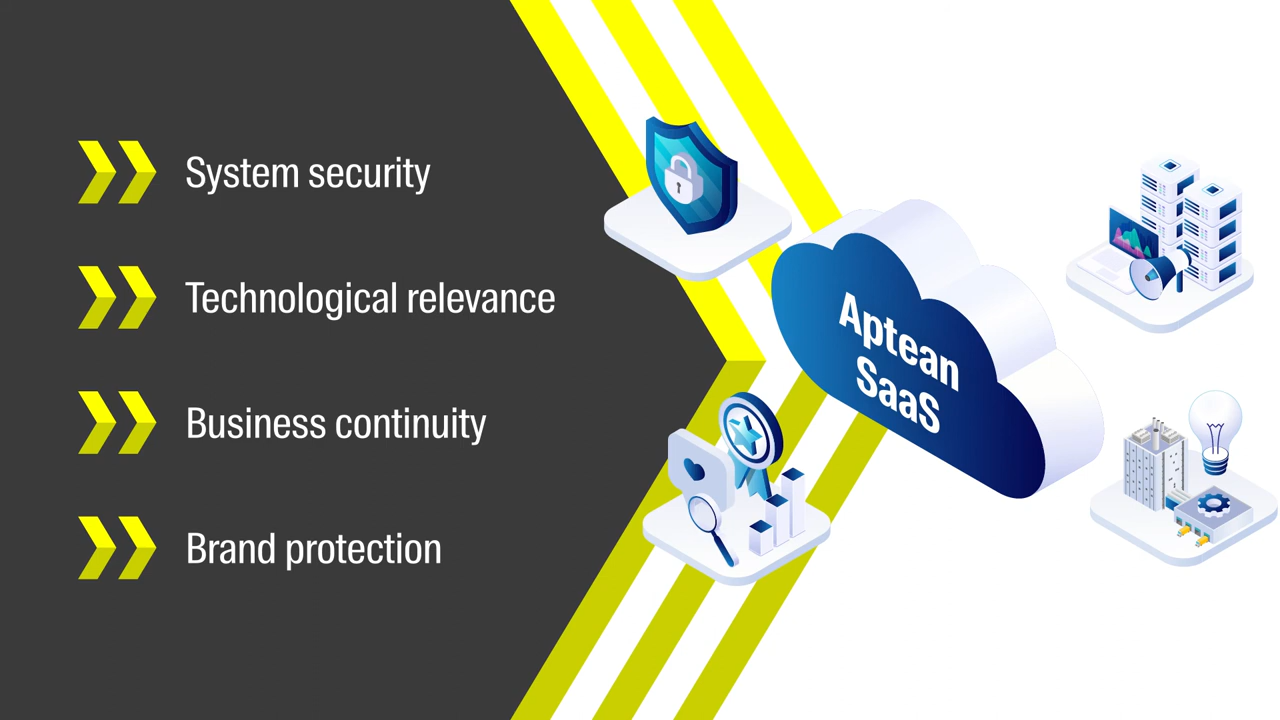 System security
Technological relevance
Business continuity
Brand protection
Aptean
SaaS